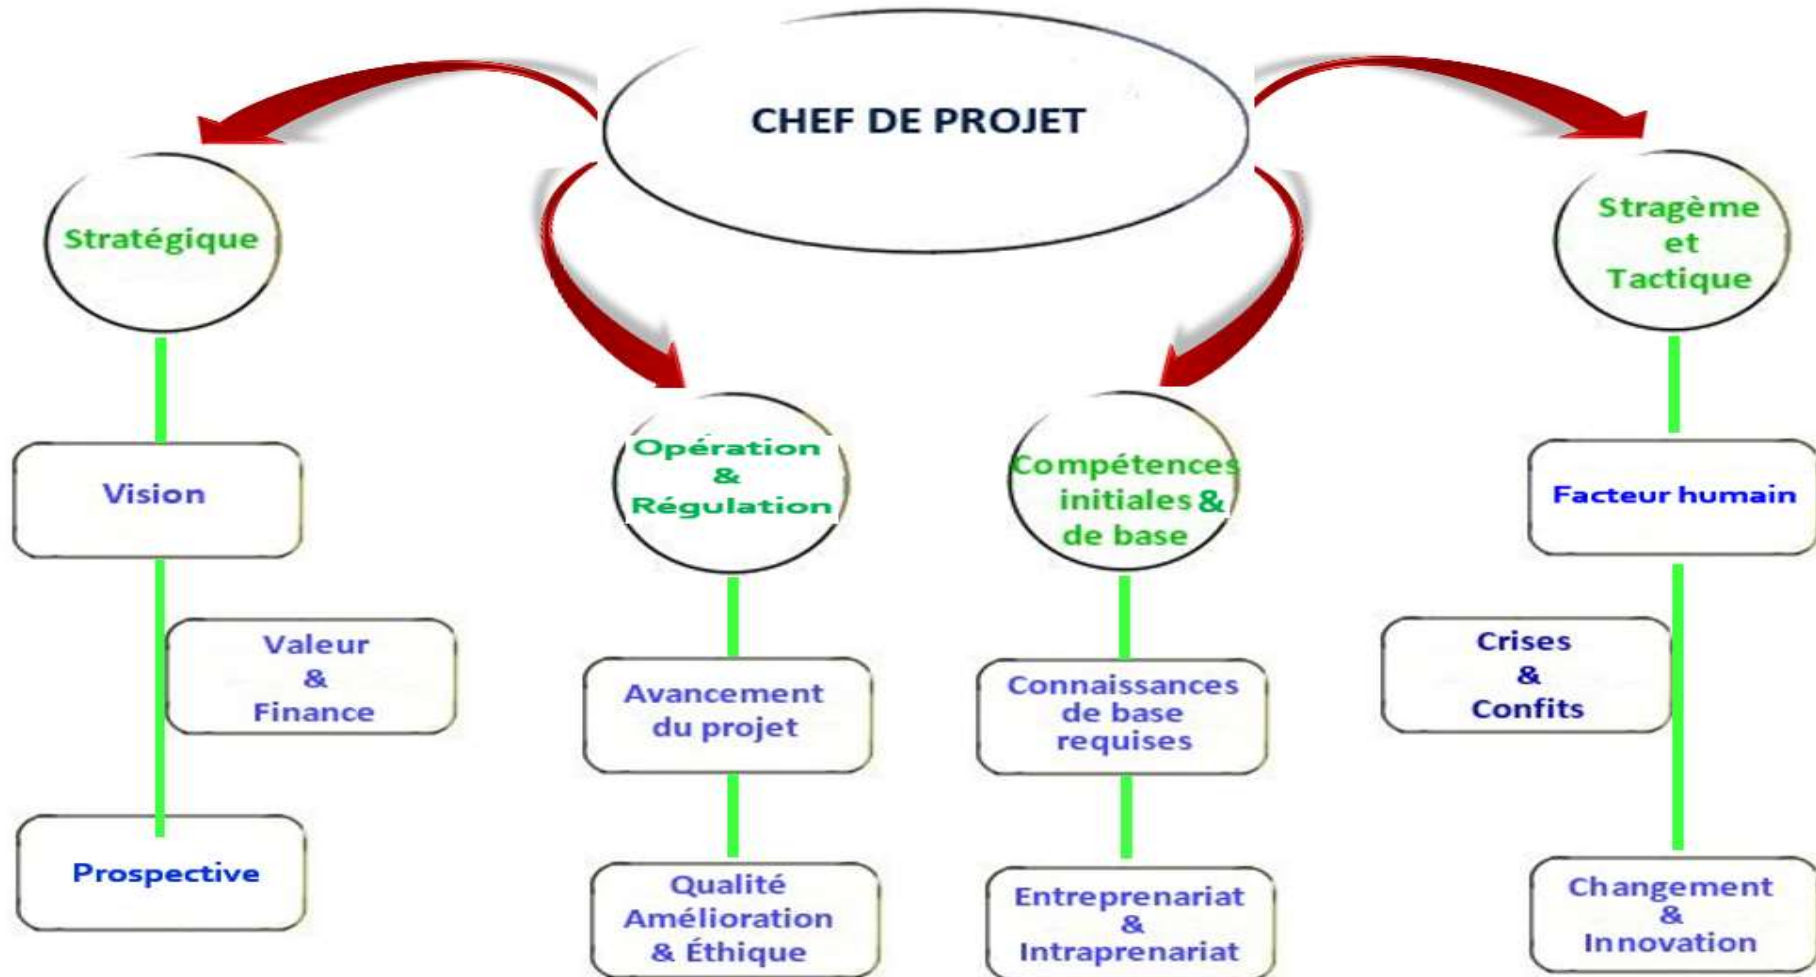 CHEF DE PROJET
Stratégique
Vision
Valeur
&
Finance
Prospective
Opération
&
Régulation
Avancement
du projet
Qualité
Amélioration
& Éthique
Compétences
initiales &
de base
Connaissances
de base
requises
Entreprenariat
&
Intraprenariat
Stragème
et
Tactique
Facteur humain
Crises
&
Confits
Changement
&
Innovation